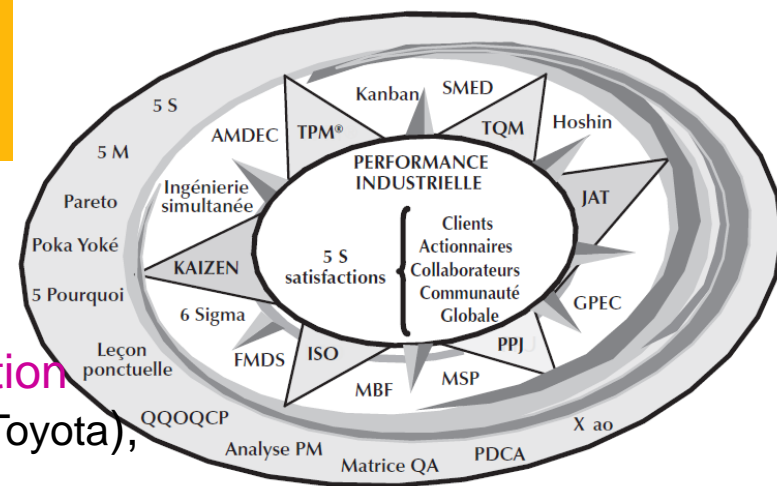 5 S
5 M
Pareto
Poka Yoké
5 Pourquoi
Leçon
ponctuelle
QQOQCP
Analyse PM
Matrice QA
PDCA
X ao
AMDEC
TPM®
Kanban
SMED
TQM
Hoshin
JAT
GPEC
PPJ
MSP
MBF
ISO
FMDS
6 Sigma
KAIZEN
Ingénierie
simultanée
PERFORMANCE
INDUSTRIELLE
5 S
satisfactions
Clients
Actionnaires
Collaborateurs
Communauté
Globale
tion
Toyota),